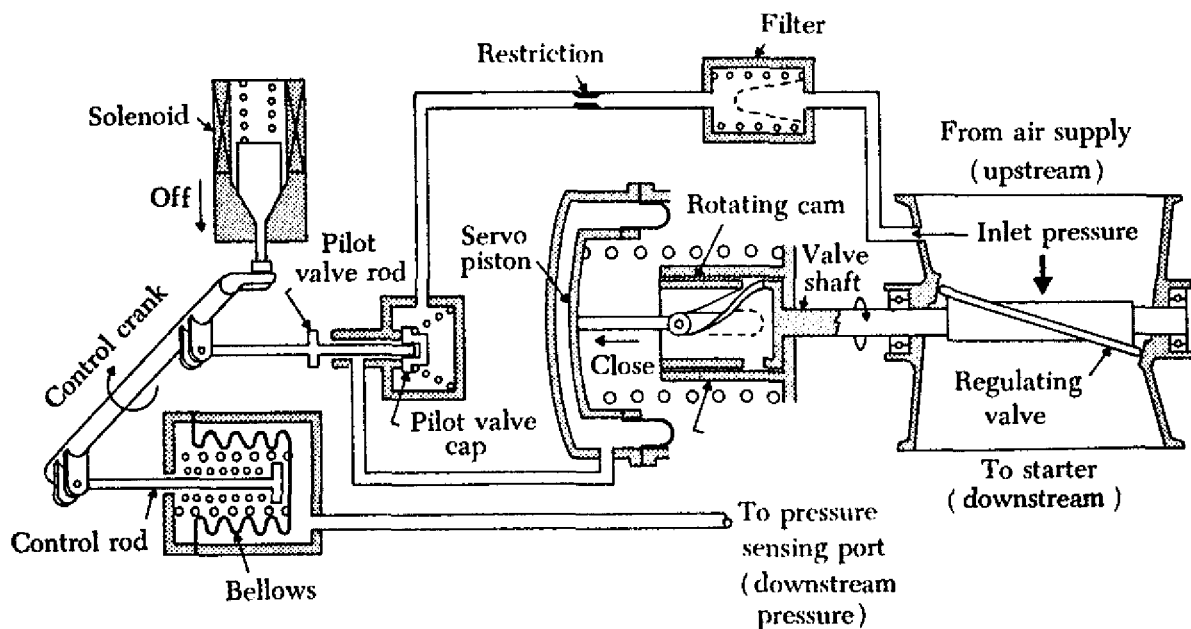 Filter
Restriction
Solenoid
From air supply
(upstream)
Off
Rotating cam
Inlet pressure
Pilot
valve rod
Servo
piston
Valve
shaft
Control crank
Close
Regulating
valve
Pilot valve
cap
To starter
(downstream)
Control rod
To pressure
sensing port
(downstream
pressure)
Bellows